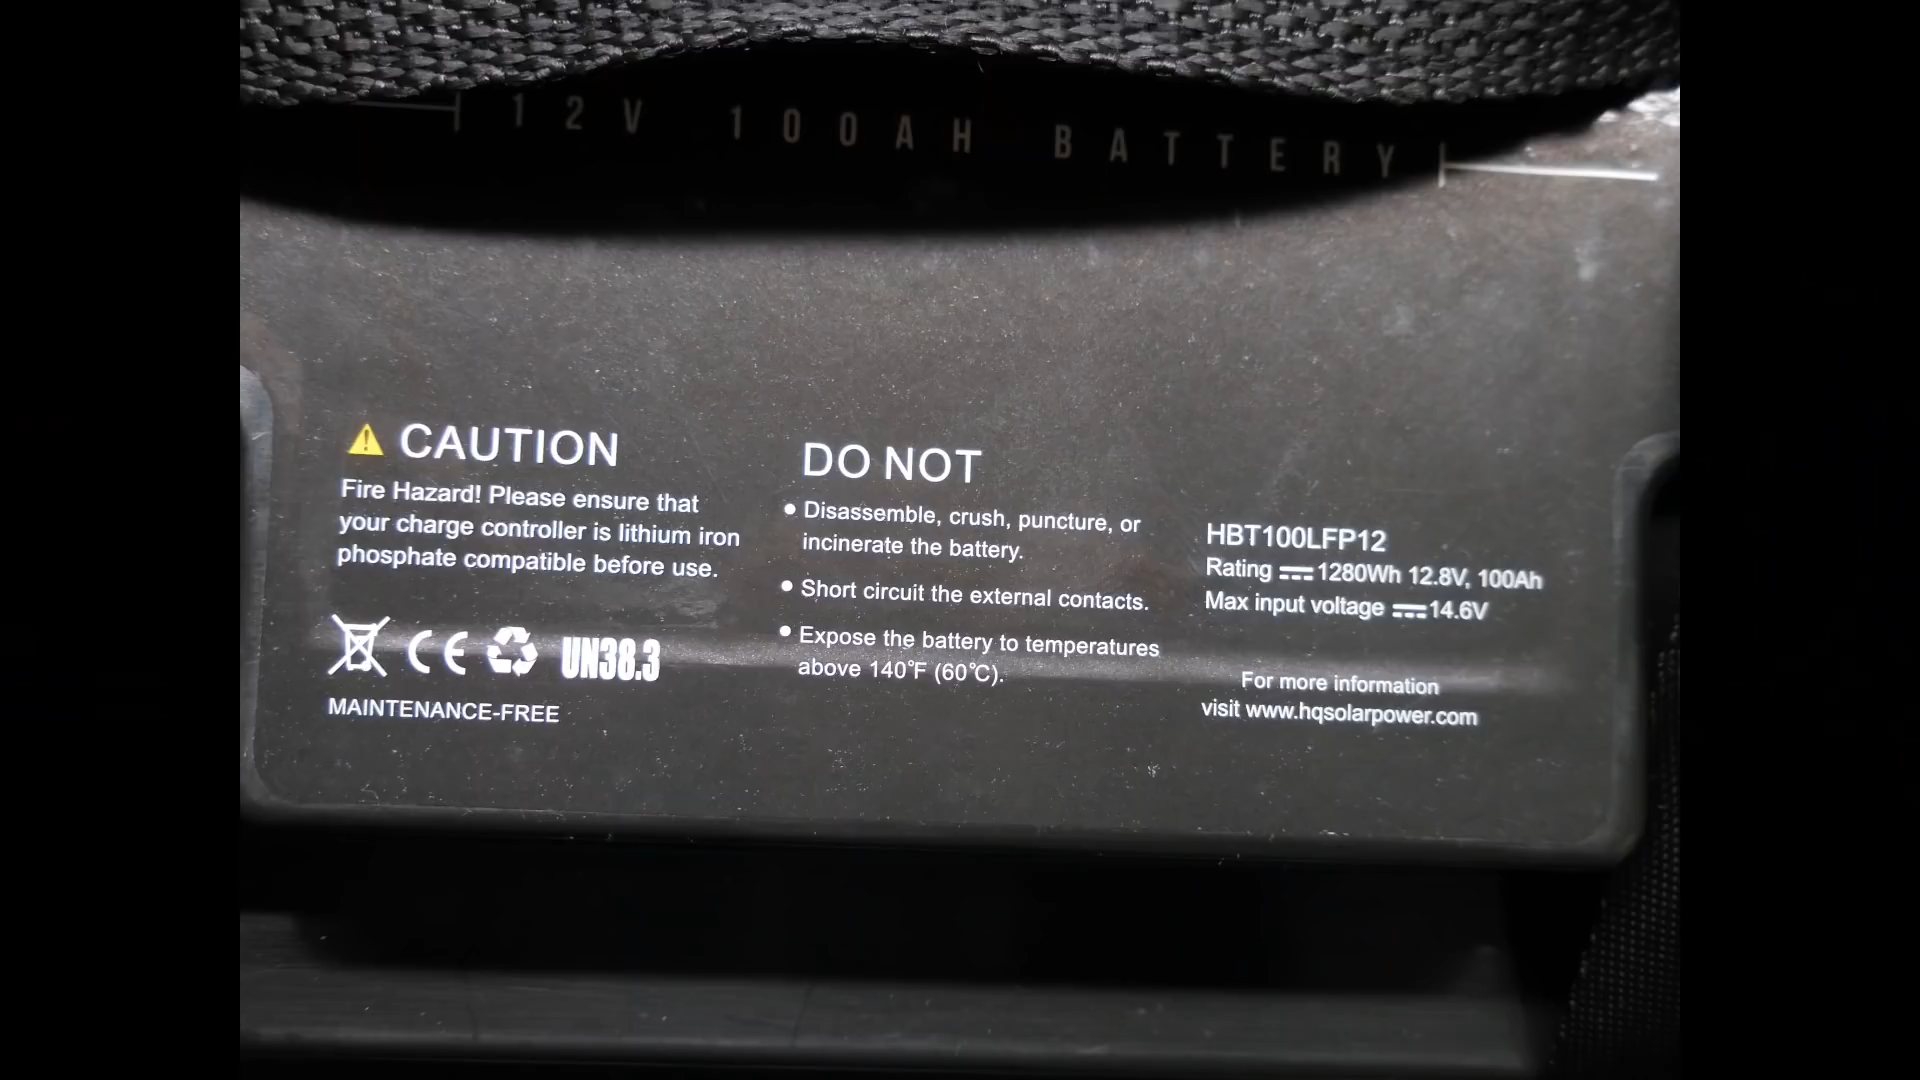 12V 100AH BATTERY
CAUTION
Fire Hazard! Please ensure that
your charge controller is lithium iron
phosphate compatible before use.
CE UN38.3
MAINTENANCE-FREE
DO NOT
• Disassemble, crush, puncture, or
incinerate the battery.
• Short circuit the external contacts.
• Expose the battery to temperatures
above 140°F (60°C).
HBT100LFP12
Rating ⎓1280Wh 12.8V, 100Ah
Max input voltage ⎓14.6V
For more information
visit www.hqsolarpower.com